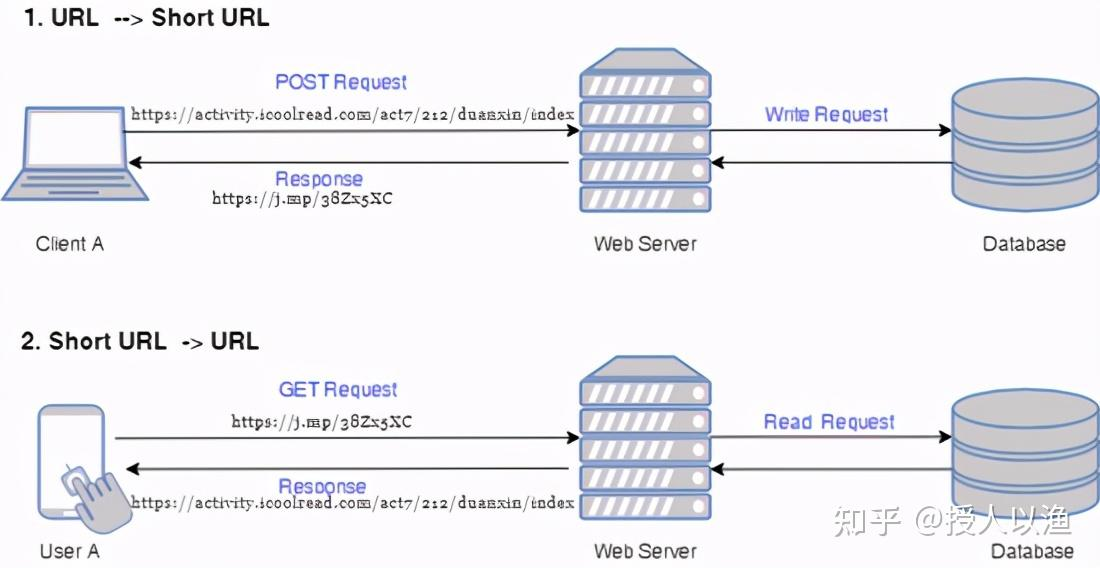 1. URL --> Short URL
POST Request
https://activity.icoolread.com/act7/212/duanxin/index
Write Request
Response
https://j.mp/38Zx5XC
Client A
Web Server
Database
2. Short URL -> URL
GET Request
https://j.mp/38Zx5XC
Read Request
Response
https://activity.icoolread.com/act7/212/duanxin/index
知乎 @授人以渔
User A
Web Server
Database